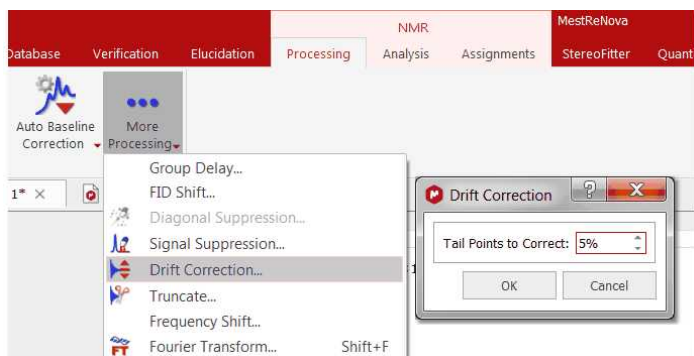 NMR
MestReNova
Database Verification Elucidation Processing Analysis Assignments StereoFitter Quant
Auto Baseline Correction
More Processing
1*
Group Delay...
FID Shift...
Diagonal Suppression...
Signal Suppression...
Drift Correction...
Truncate...
Frequency Shift...
FT Fourier Transform... Shift+F
Drift Correction
Tail Points to Correct: 5%
OK Cancel